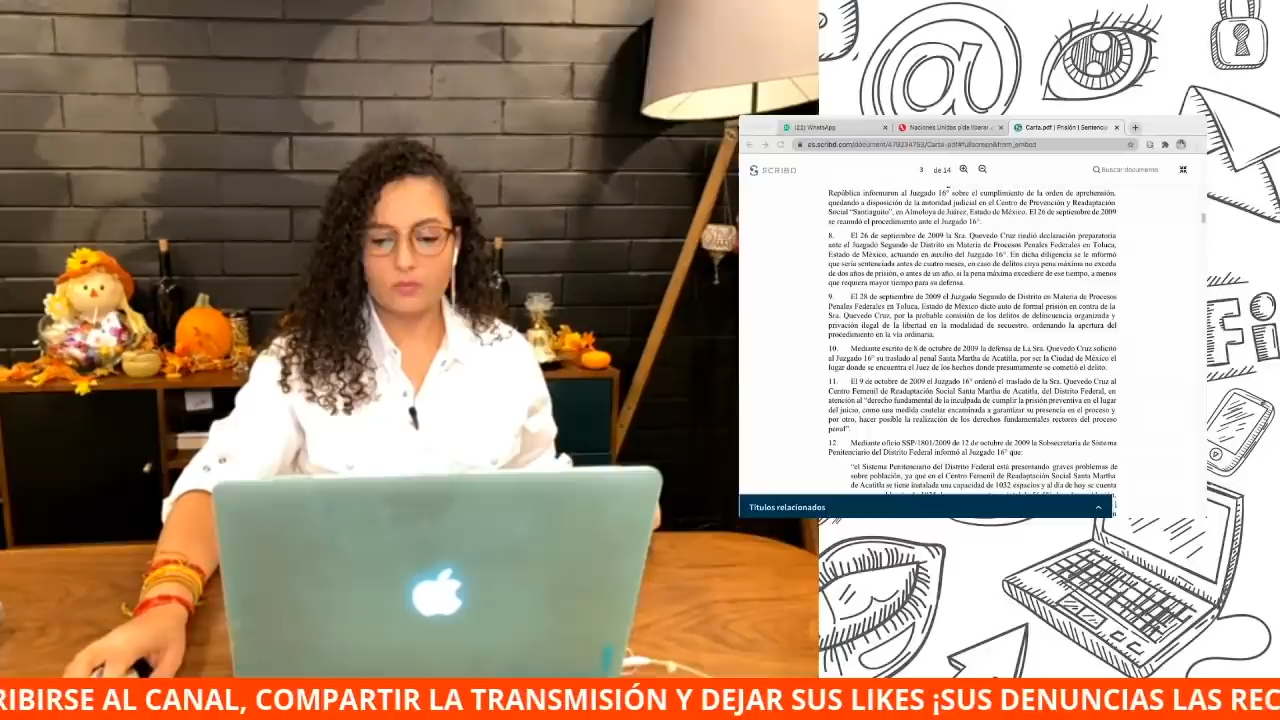 (22) WhatsApp
Naciones Unidas pide liberar
Carta.pdf | Prisión | Sentencia
es.scribd.com/document/479234753/Carta-pdf#fullscreen&from_embed
SCRIBD
3 de 14
Buscar documento
República informaron al Juzgado 16° sobre el cumplimiento de la orden de aprehensión,
quedando a disposición de la autoridad judicial en el Centro de Prevención y Readaptación
Social “Santiaguito”, en Almoloya de Juárez, Estado de México. El 26 de septiembre de 2009
se reanudó el procedimiento ante el Juzgado 16°.
8. El 26 de septiembre de 2009 la Sra. Quevedo Cruz rindió declaración preparatoria
ante el Juzgado Segundo de Distrito en Materia de Procesos Penales Federales en Toluca,
Estado de México, actuando en auxilio del Juzgado 16°. En dicha diligencia se le informó
que sería sentenciada antes de cuatro meses, en caso de delitos cuya pena máxima no exceda
de dos años de prisión, o antes de un año, si la pena máxima excediere de ese tiempo, a menos
que requiera mayor tiempo para su defensa.
9. El 28 de septiembre de 2009 el Juzgado Segundo de Distrito en Materia de Procesos
Penales Federales en Toluca, Estado de México dictó auto de formal prisión en contra de la
Sra. Quevedo Cruz, por la probable comisión de los delitos de delincuencia organizada y
privación ilegal de la libertad en la modalidad de secuestro, ordenando la apertura del
procedimiento en la vía ordinaria.
10. Mediante escrito de 8 de octubre de 2009 la defensa de La Sra. Quevedo Cruz solicitó
al Juzgado 16° su traslado al penal Santa Martha de Acatitla, por ser la Ciudad de México el
lugar donde se encuentra el Juez de los hechos donde presuntamente se cometió el delito.
11. El 9 de octubre de 2009 el Juzgado 16° ordenó el traslado de la Sra. Quevedo Cruz al
Centro Femenil de Readaptación Social Santa Martha de Acatitla, del Distrito Federal, en
atención al “derecho fundamental de la inculpada de cumplir la prisión preventiva en el lugar
del juicio, como una medida cautelar encaminada a garantizar su presencia en el proceso y
por otro, hacer posible la realización de los derechos fundamentales rectores del proceso
penal”.
12. Mediante oficio SSP/1801/2009 de 12 de octubre de 2009 la Subsecretaría de Sistema
Penitenciario del Distrito Federal informó al Juzgado 16° que:
“el Sistema Penitenciario del Distrito Federal está presentando graves problemas de
sobre población, ya que en el Centro Femenil de Readaptación Social Santa Martha
de Acatitla se tiene instalada una capacidad de 1032 espacios y al día de hoy se cuenta
Títulos relacionados
@
Fi
RIBIRSE AL CANAL, COMPARTIR LA TRANSMISIÓN Y DEJAR SUS LIKES ¡SUS DENUNCIAS LAS REC